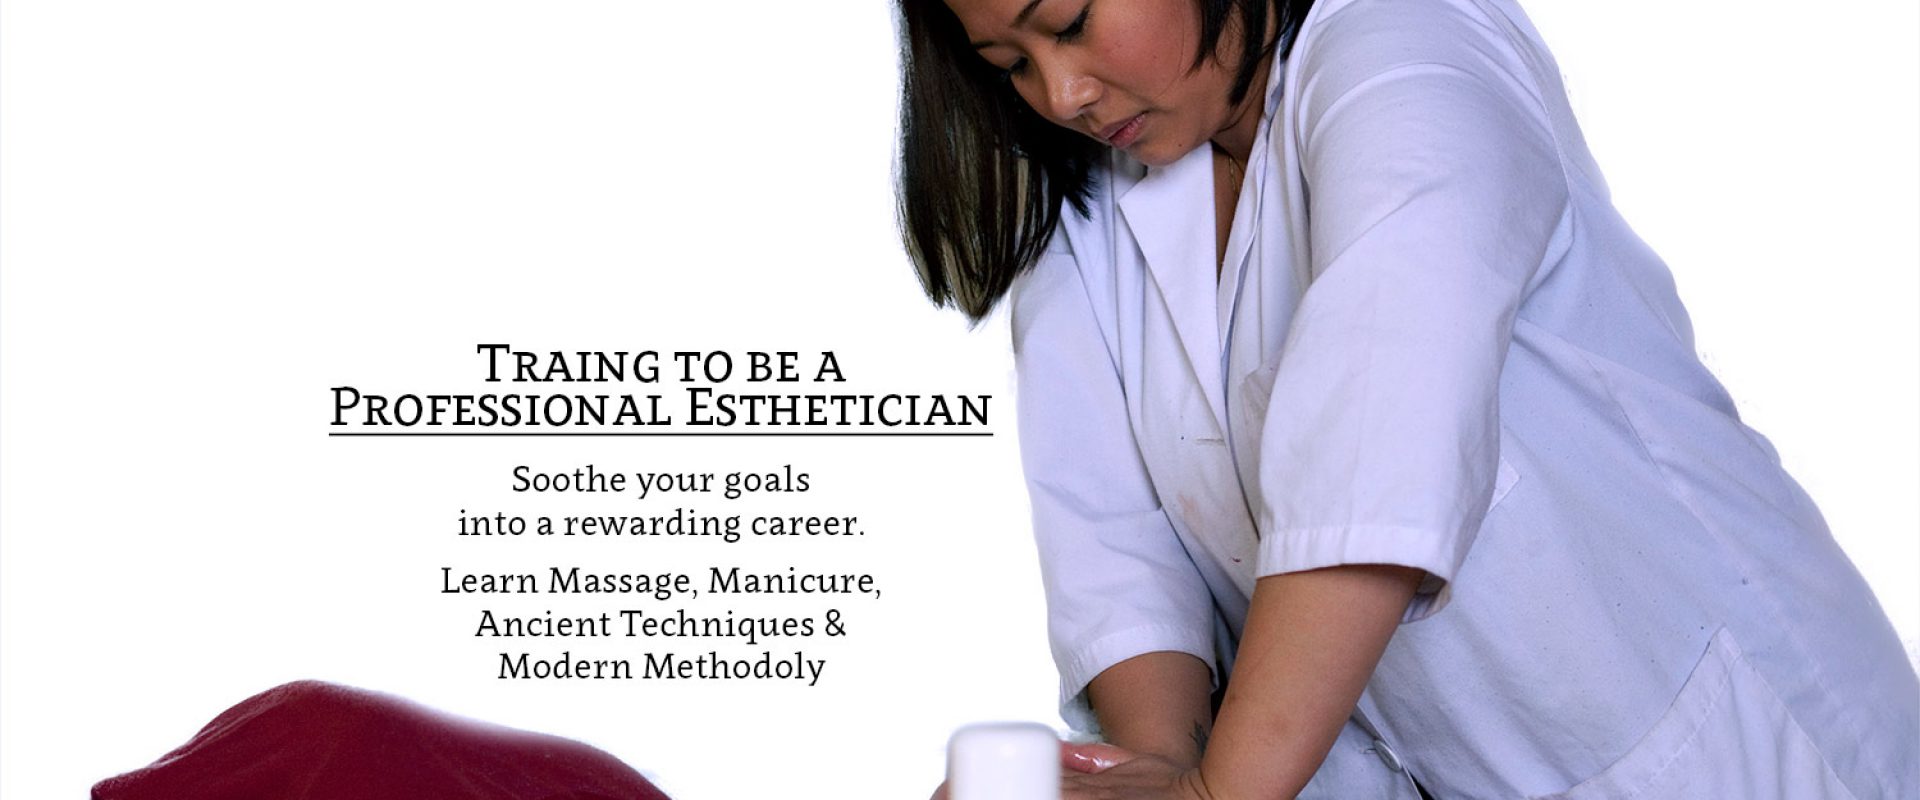 Traing to be a
Professional Esthetician
Soothe your goals
into a rewarding career.
Learn Massage, Manicure,
Ancient Techniques &
Modern Methodoly